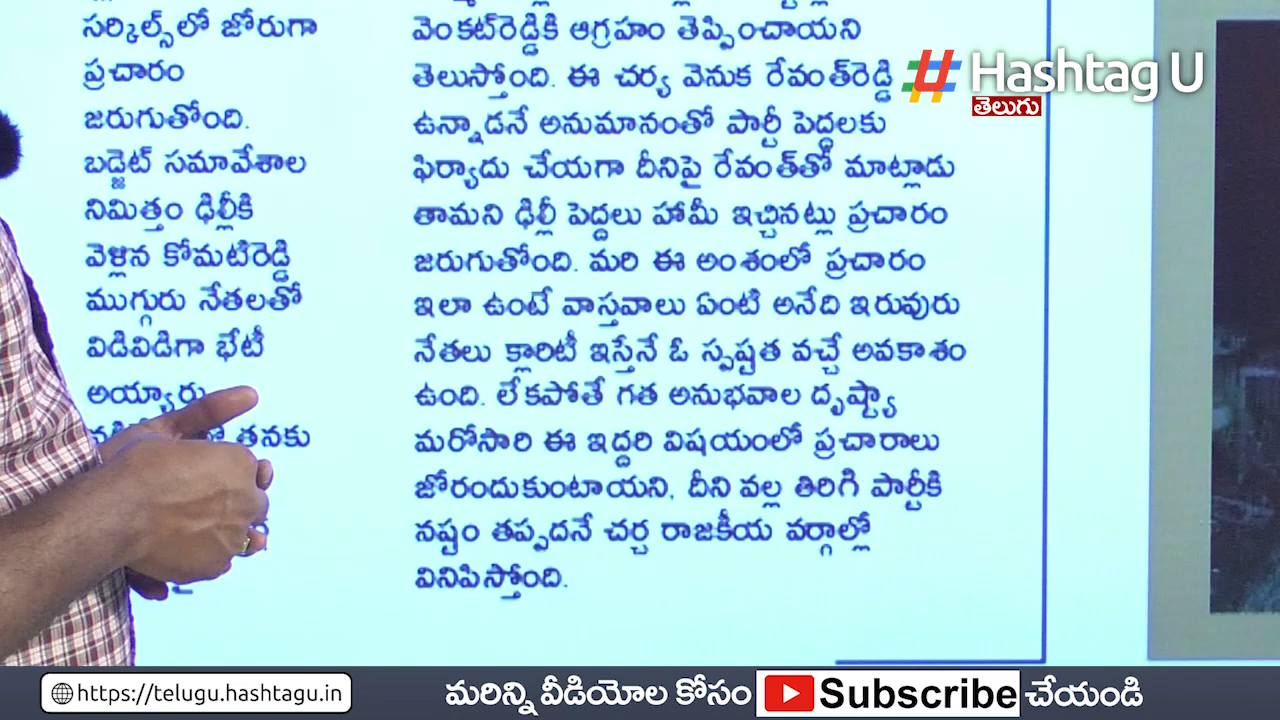 సర్కిల్స్‌లో జోరుగా
ప్రచారం
జరుగుతోంది.
బడ్జెట్ సమావేశాల
నిమిత్తం ఢిల్లీకి
వెళ్లిన కోమటిరెడ్డి
ముగ్గురు నేతలతో
విడివిడిగా భేటీ
అయ్యారు
తనకు
వెంకట్‌రెడ్డికి ఆగ్రహం తెప్పించాయని
తెలుస్తోంది. ఈ చర్య వెనుక రేవంత్‌రెడ్డి
ఉన్నాడనే అనుమానంతో పార్టీ పెద్దలకు
ఫిర్యాదు చేయగా దీనిపై రేవంత్‌తో మాట్లాడు
తామని ఢిల్లీ పెద్దలు హామీ ఇచ్చినట్లు ప్రచారం
జరుగుతోంది. మరి ఈ అంశంలో ప్రచారం
ఇలా ఉంటే వాస్తవాలు ఏంటి అనేది ఇరువురు
నేతలు క్లారిటీ ఇస్తేనే ఓ స్పష్టత వచ్చే అవకాశం
ఉంది. లేకపోతే గత అనుభవాల దృష్ట్యా
మరోసారి ఈ ఇద్దరి విషయంలో ప్రచారాలు
జోరందుకుంటాయని, దీని వల్ల తిరిగి పార్టీకి
నష్టం తప్పదనే చర్చ రాజకీయ వర్గాల్లో
వినిపిస్తోంది.
# Hashtag U
తెలుగు
https://telugu.hashtagu.in
మరిన్ని వీడియోల కోసం Subscribe చేయండి